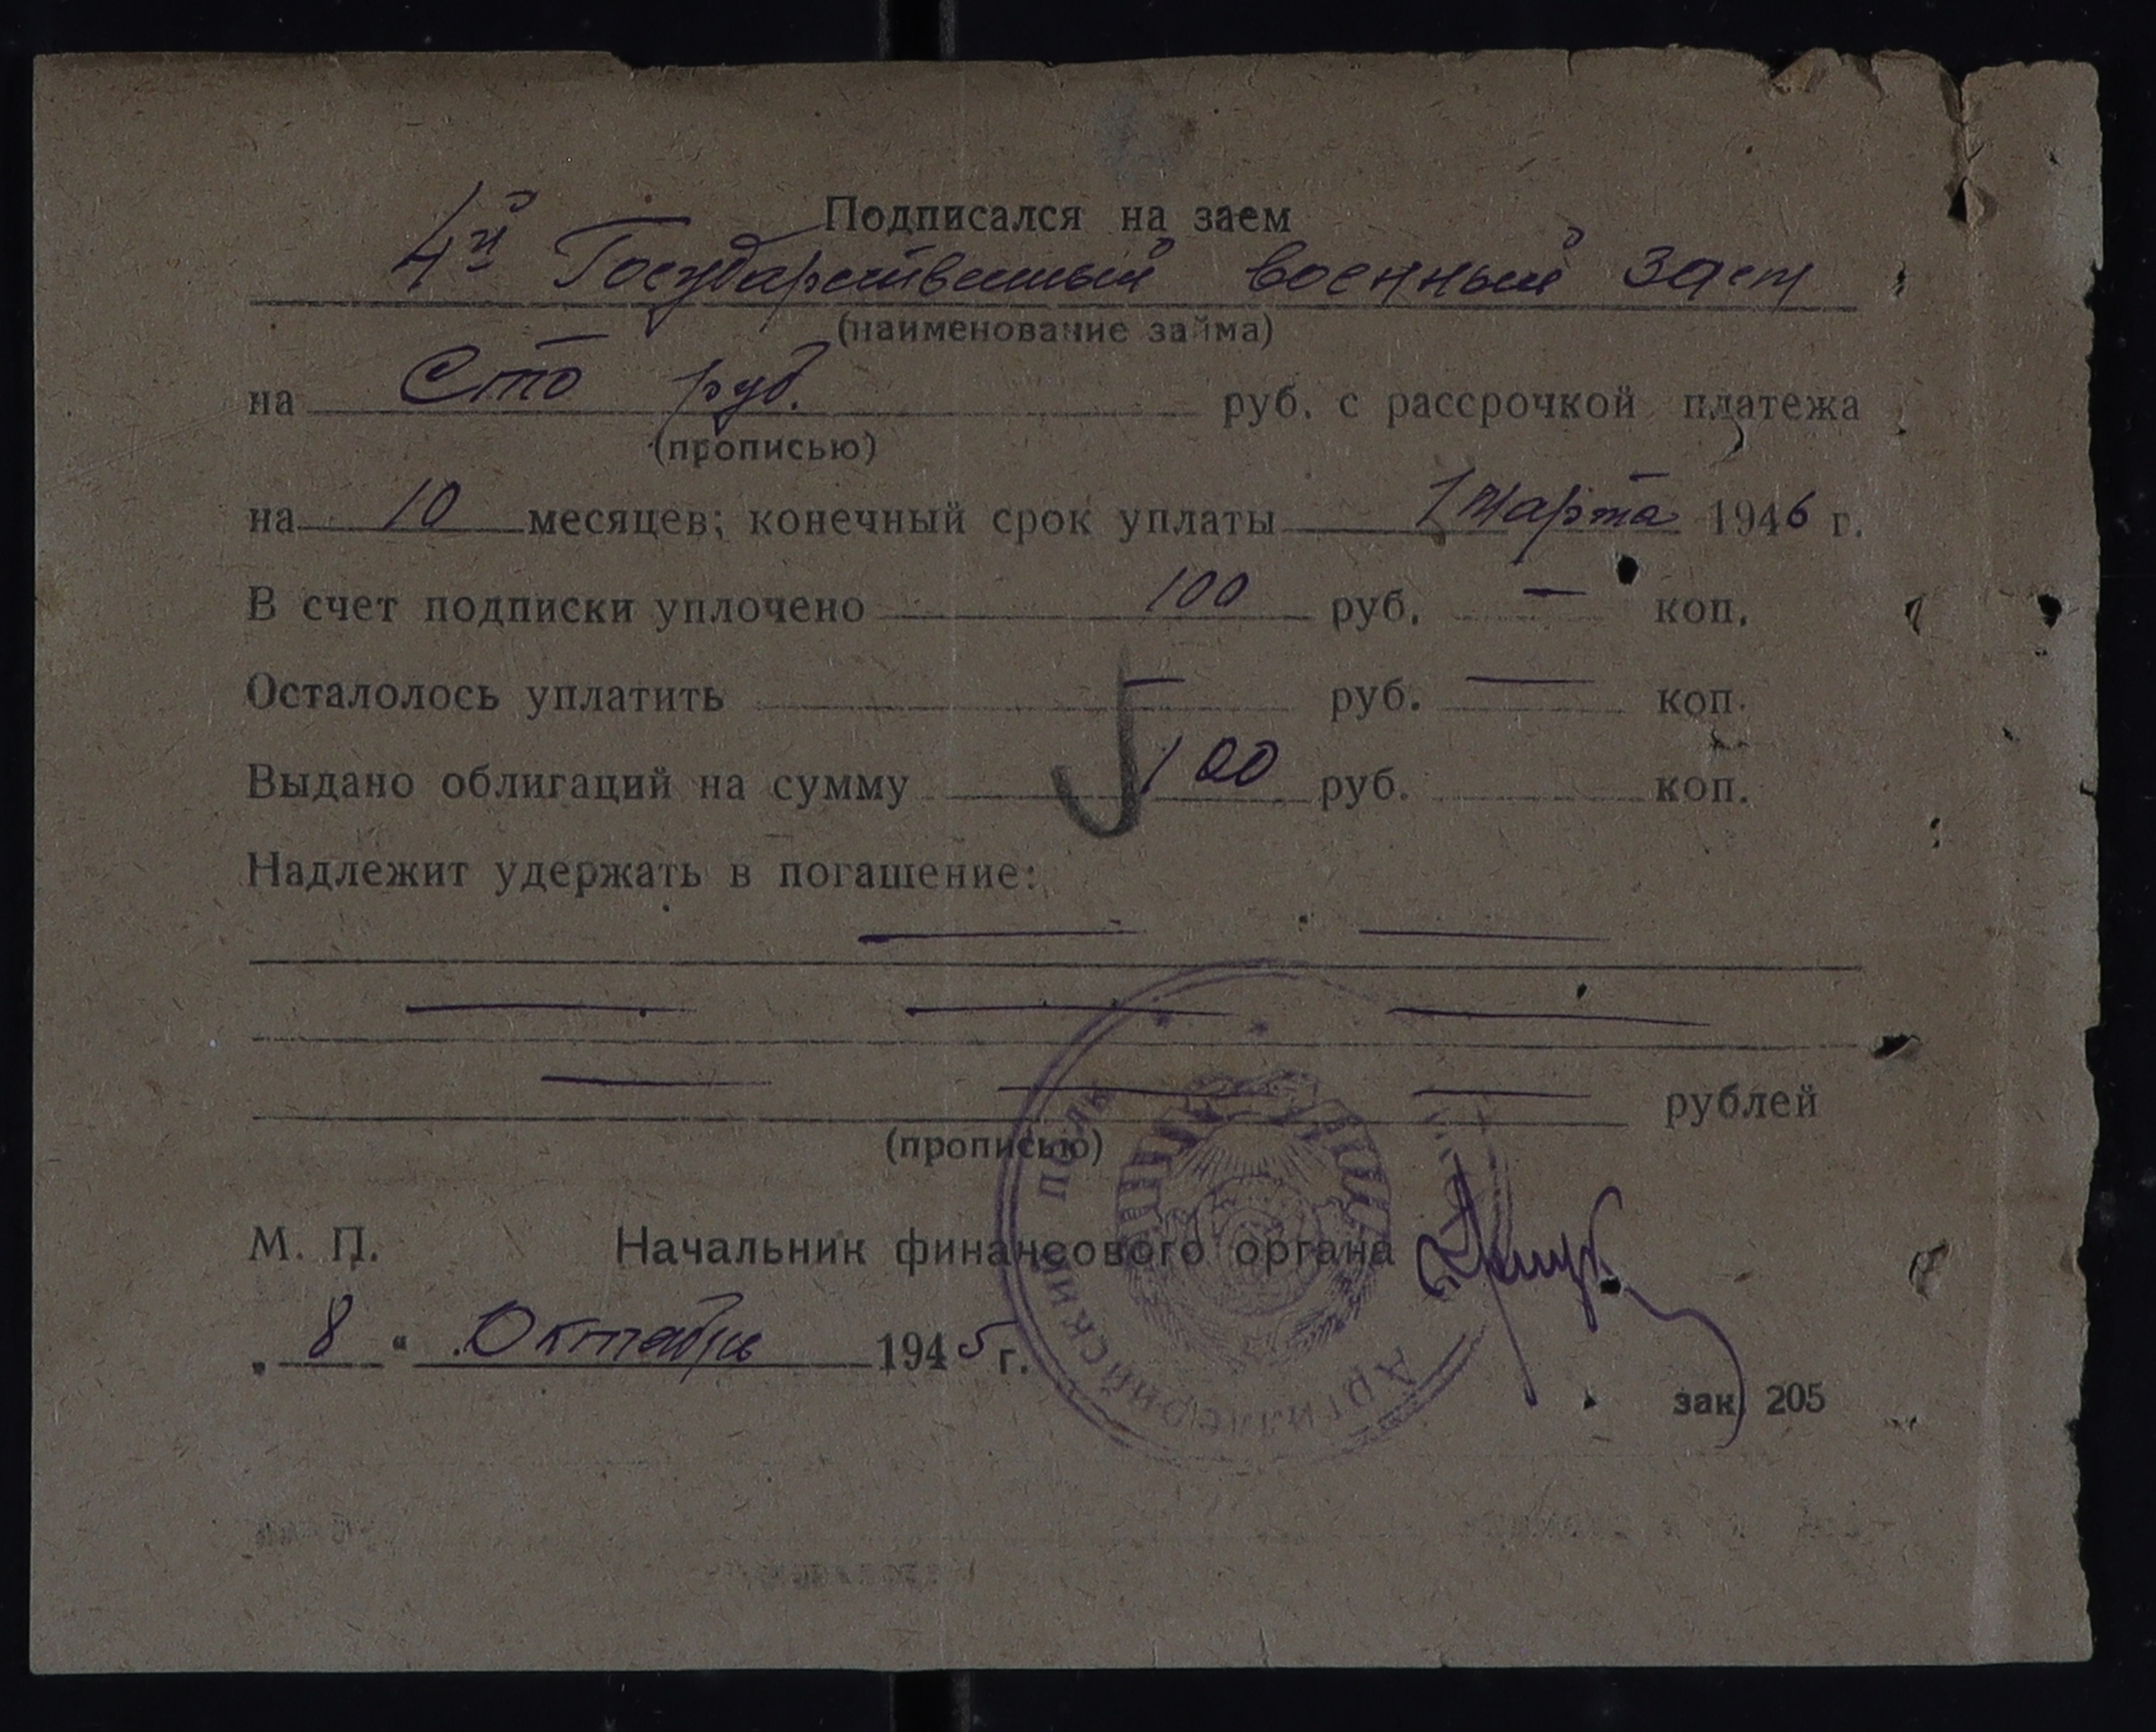 Подписался на заем
4й Государственный военный заем
(наименование займа)
на Сто руб. руб. с рассрочкой платежа
(прописью)
на 10 месяцев; конечный срок уплаты 1 марта 1946 г.
В счет подписки уплочено 100 руб. — коп.
Осталолось уплатить — руб. — коп.
Выдано облигаций на сумму 100 руб. коп.
Надлежит удержать в погашение:
рублей
(прописью)
М. П. Начальник финансового органа
„ 8 “ Октября 1945 г.
зак. 205
Артиллерийский